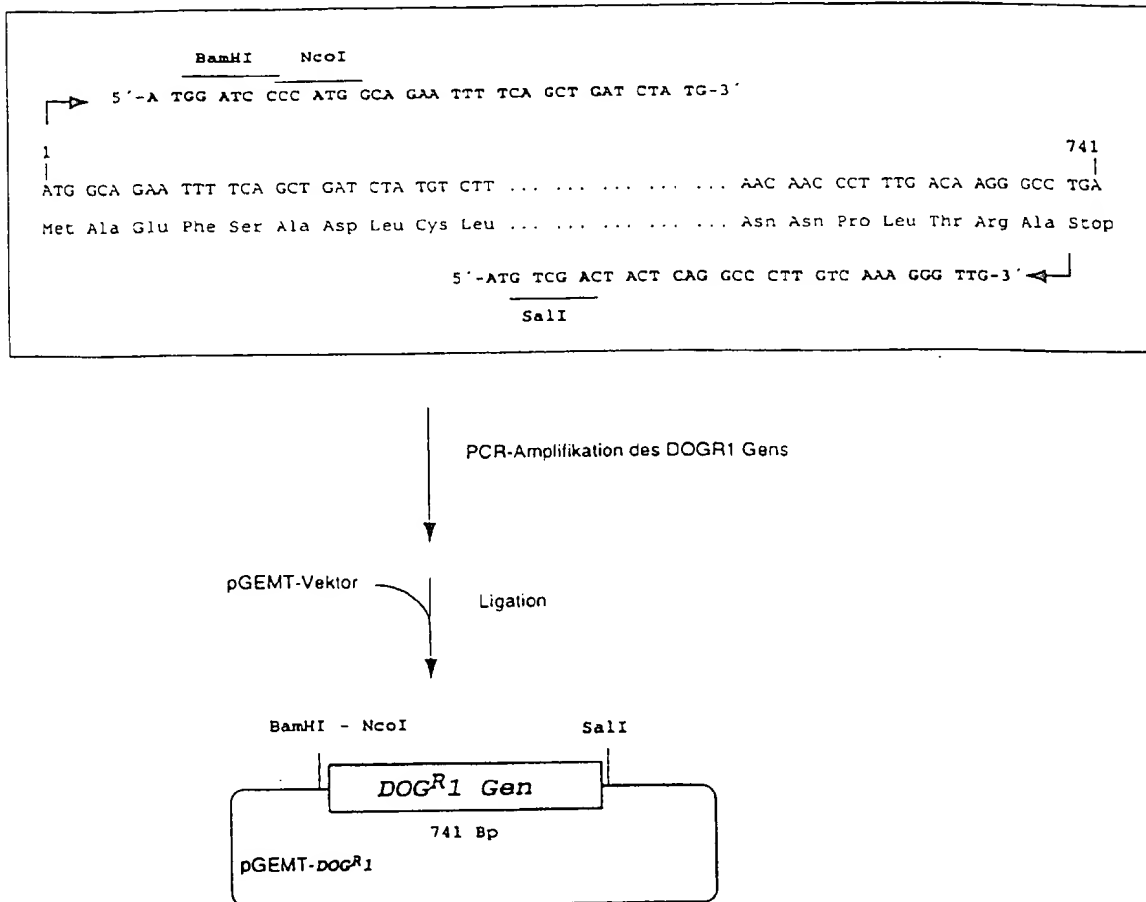 BamHI NcoI
5´-A TGG ATC CCC ATG GCA GAA TTT TCA GCT GAT CTA TG-3´
1 741
ATG GCA GAA TTT TCA GCT GAT CTA TGT CTT ... ... ... ... ... ... AAC AAC CCT TTG ACA AGG GCC TGA
Met Ala Glu Phe Ser Ala Asp Leu Cys Leu ... ... ... ... ... ... Asn Asn Pro Leu Thr Arg Ala Stop
5´-ATG TCG ACT ACT CAG GCC CTT GTC AAA GGG TTG-3´
SalI
PCR-Amplifikation des DOGR1 Gens
pGEMT-Vektor
Ligation
BamHI - NcoI SalI
DOGᴿ1 Gen
741 Bp
pGEMT-DOGᴿ1